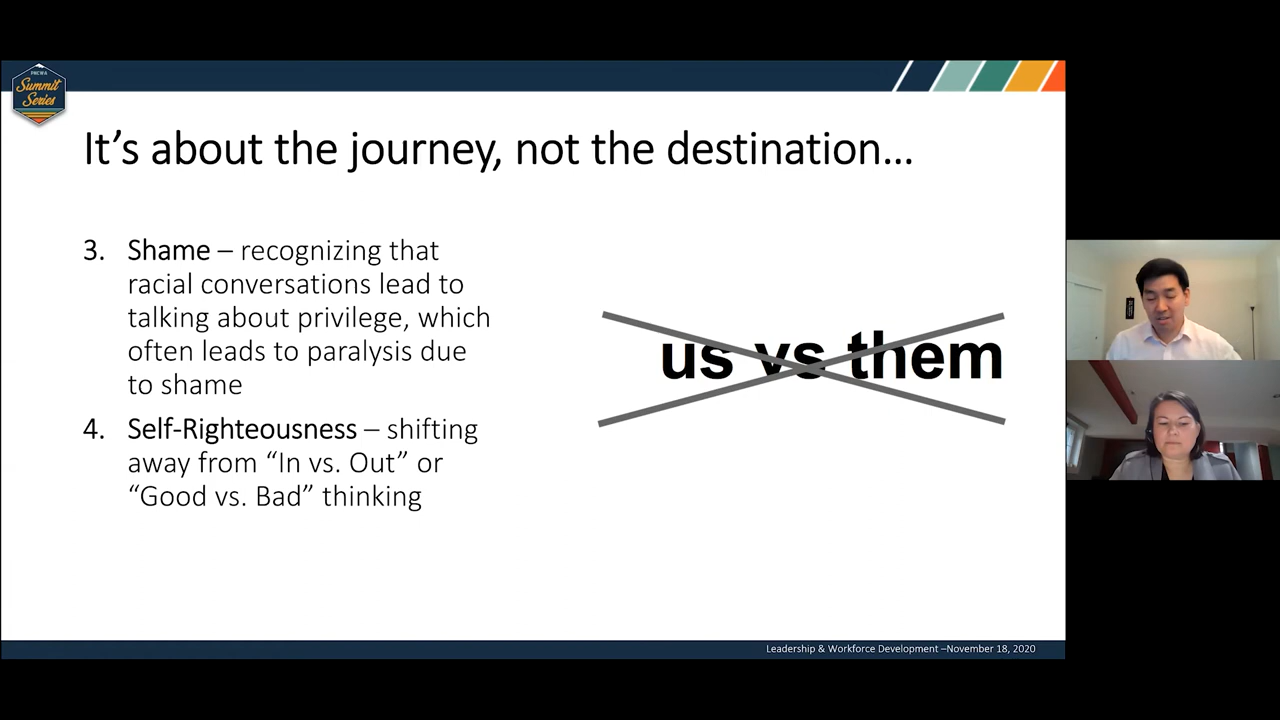 PNCWA
Summit
Series
It's about the journey, not the destination...
3. Shame – recognizing that
racial conversations lead to
talking about privilege, which
often leads to paralysis due
to shame
4. Self-Righteousness – shifting
away from “In vs. Out” or
“Good vs. Bad” thinking
us vs them
Leadership & Workforce Development –November 18, 2020